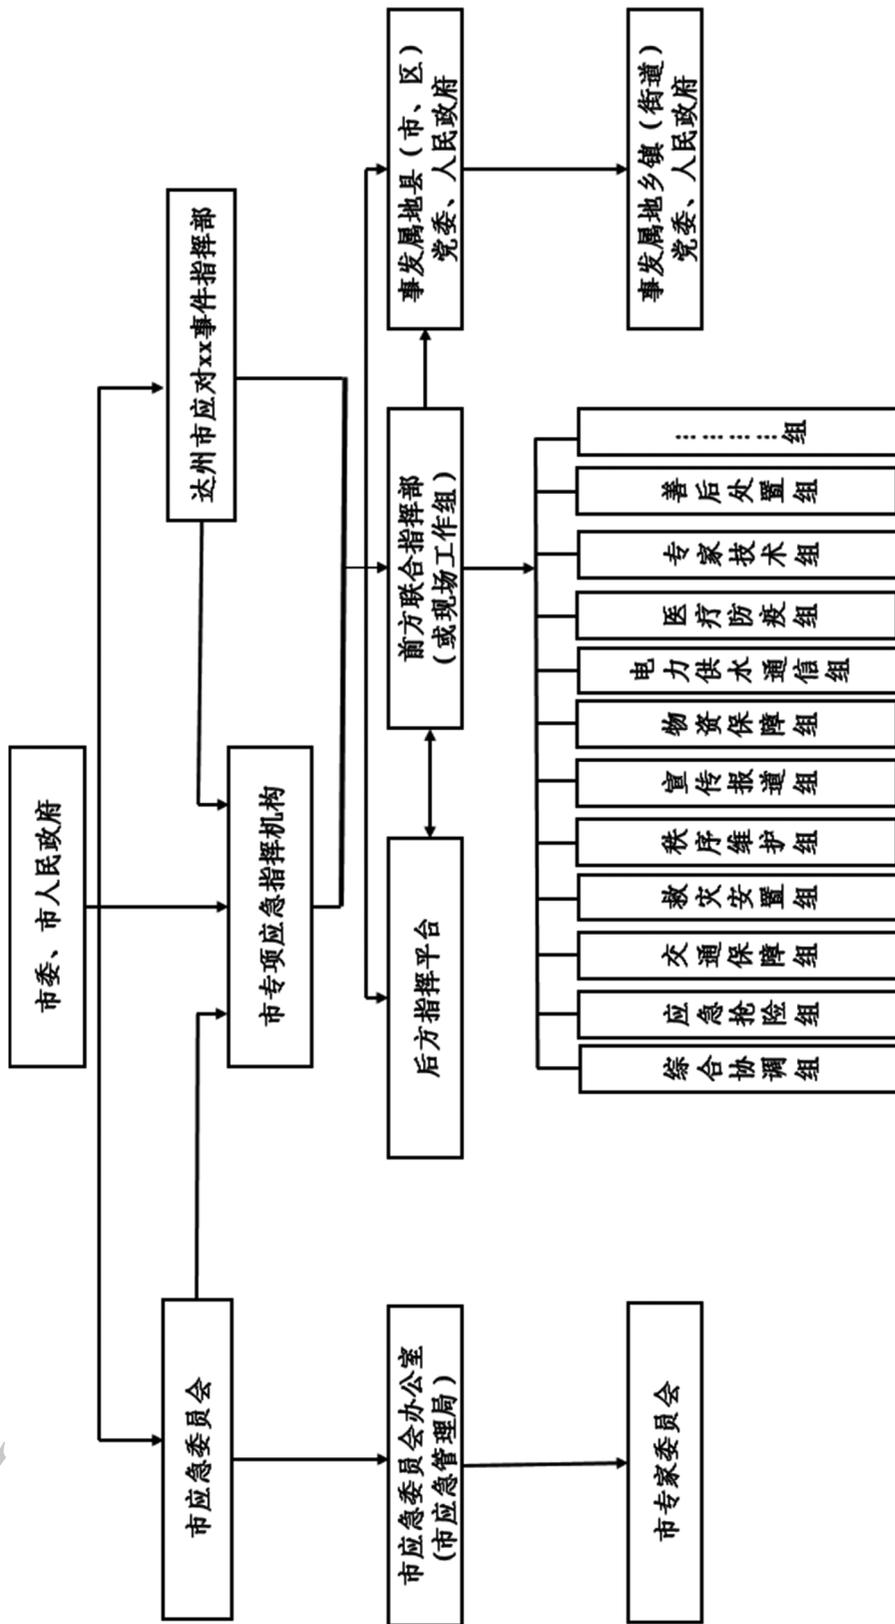 市委、市人民政府
市应急委员会
市专项应急指挥机构
达州市应对xx事件指挥部
市应急委员会办公室
(市应急管理局)
后方指挥平台
前方联合指挥部
(或现场工作组)
事发属地县(市、区)
党委、人民政府
市专家委员会
综合协调组
应急抢险组
交通保障组
救灾安置组
秩序维护组
宣传报道组
物资保障组
电力供水通信组
医疗防疫组
专家技术组
善后处置组
…………组
事发属地乡镇(街道)
党委、人民政府